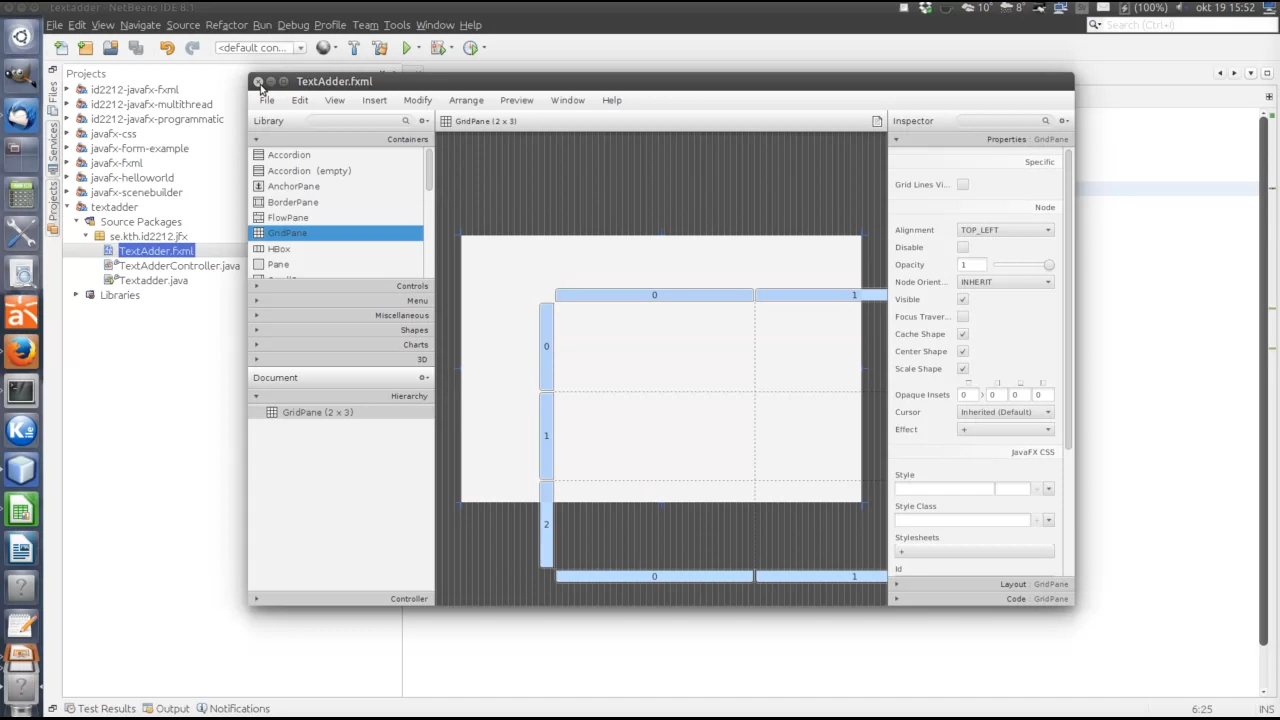 textadder - NetBeans IDE 8.1
10° 8° (100%) okt 19 15:52
File Edit View Navigate Source Refactor Run Debug Profile Team Tools Window Help
Search (Ctrl+I)
<default con...
Projects
Files
Services
Projects
id2212-javafx-fxml
id2212-javafx-multithread
id2212-javafx-programmatic
javafx-css
javafx-form-example
javafx-fxml
javafx-helloworld
javafx-scenebuilder
textadder
Source Packages
se.kth.id2212.jfx
TextAdder.fxml
TextAdderController.java
Textadder.java
Libraries
TextAdder.fxml
File Edit View Insert Modify Arrange Preview Window Help
Library
Containers
Accordion
Accordion (empty)
AnchorPane
BorderPane
FlowPane
GridPane
HBox
Pane
Controls
Menu
Miscellaneous
Shapes
Charts
3D
Document
Hierarchy
GridPane (2 x 3)
Controller
GridPane (2 x 3)
0 1
0
1
2
0 1
Inspector
Properties : GridPane
Specific
Grid Lines Vi...
Node
Alignment TOP_LEFT
Disable
Opacity 1
Node Orient... INHERIT
Visible
Focus Traver...
Cache Shape
Center Shape
Scale Shape
Opaque Insets 0 0 0 0
Cursor Inherited (Default)
Effect +
JavaFX CSS
Style
Style Class
Stylesheets
+
Id
Layout : GridPane
Code : GridPane
Test Results Output Notifications
6:25 INS